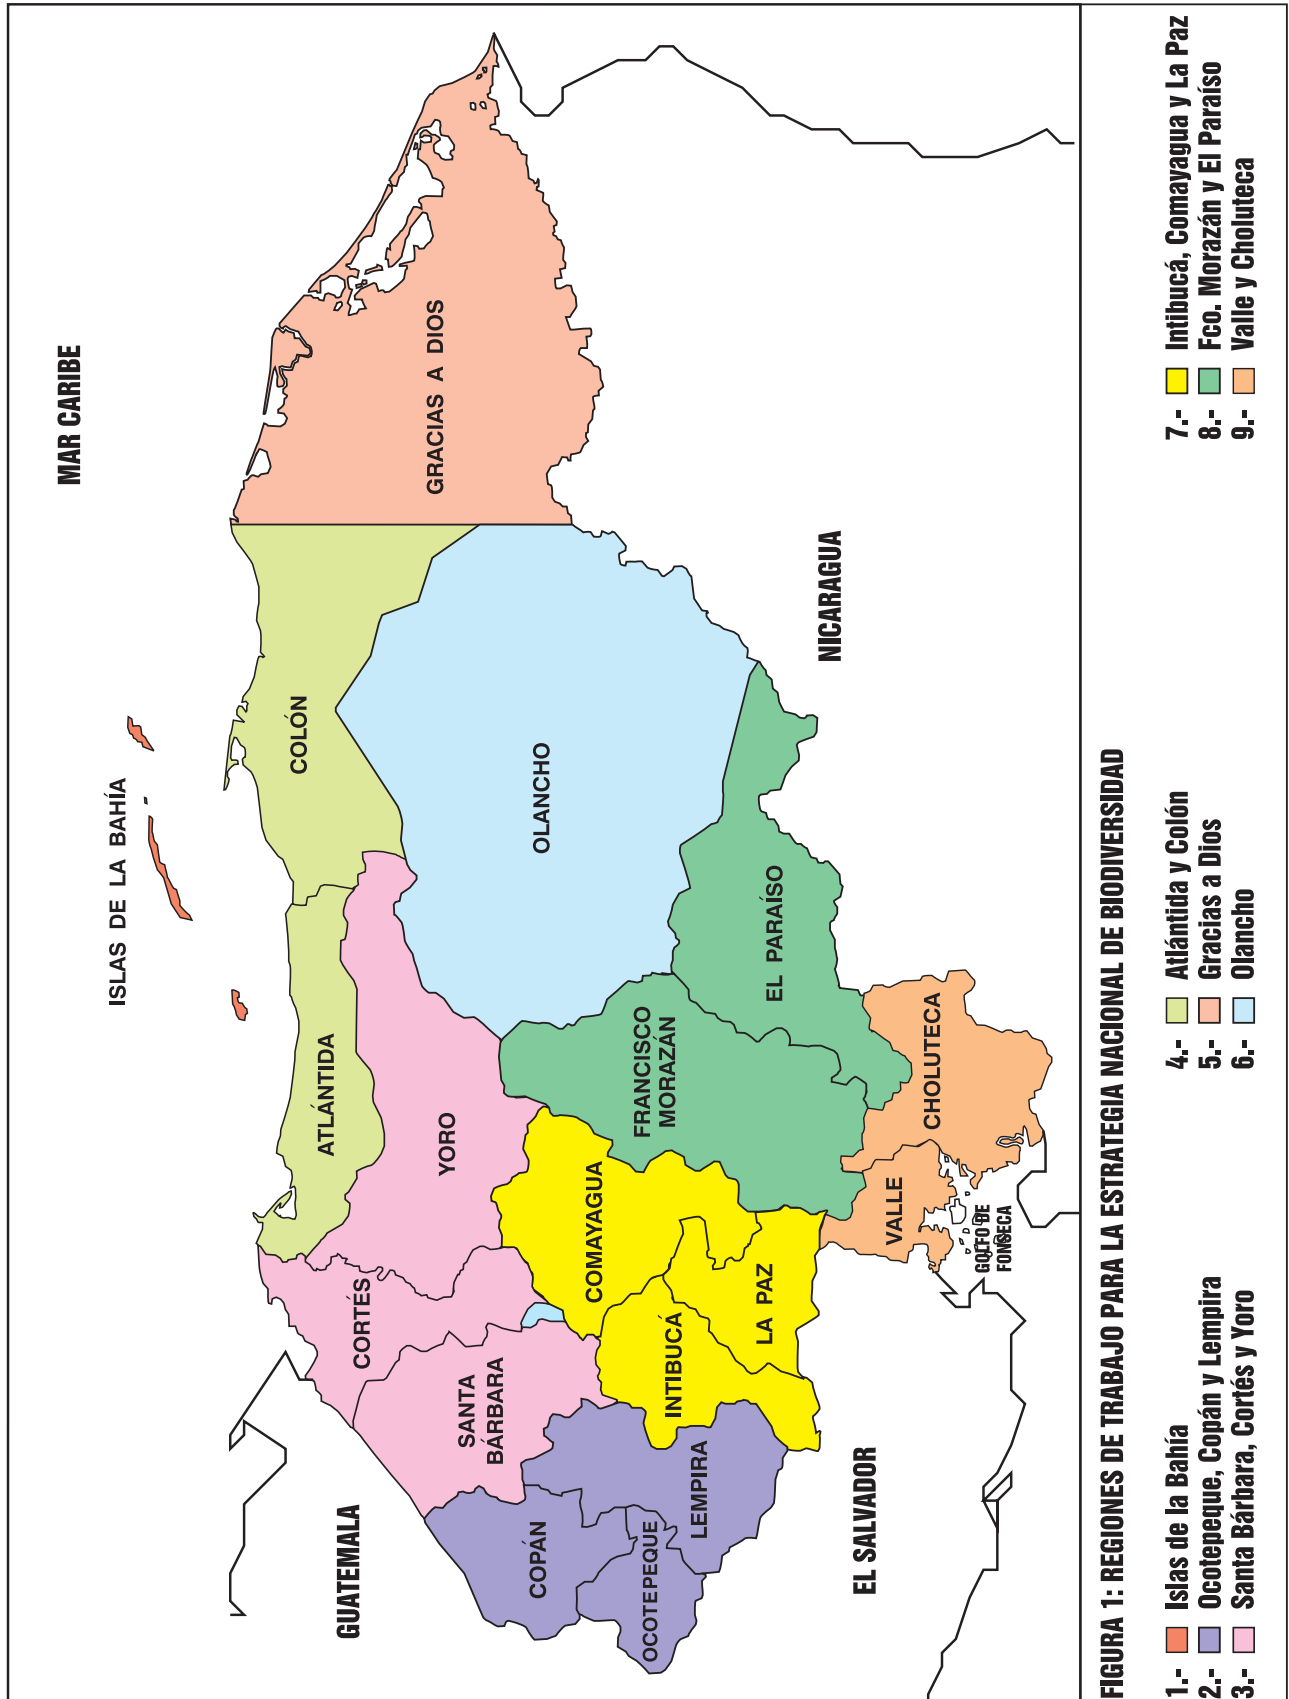 MAR CARIBE
ISLAS DE LA BAHÍA
GUATEMALA
CORTÉS
ATLÁNTIDA
COLÓN
GRACIAS A DIOS
SANTA
BÁRBARA
YORO
OLANCHO
COPÁN
OCOTEPEQUE
LEMPIRA
INTIBUCÁ
COMAYAGUA
LA PAZ
FRANCISCO
MORAZÁN
EL PARAÍSO
NICARAGUA
EL SALVADOR
VALLE
CHOLUTECA
GOLFO DE
FONSECA
FIGURA 1: REGIONES DE TRABAJO PARA LA ESTRATEGIA NACIONAL DE BIODIVERSIDAD
1.- Islas de la Bahía
2.- Ocotepeque, Copán y Lempira
3.- Santa Bárbara, Cortés y Yoro
4.- Atlántida y Colón
5.- Gracias a Dios
6.- Olancho
7.- Intibucá, Comayagua y La Paz
8.- Fco. Morazán y El Paraíso
9.- Valle y Choluteca